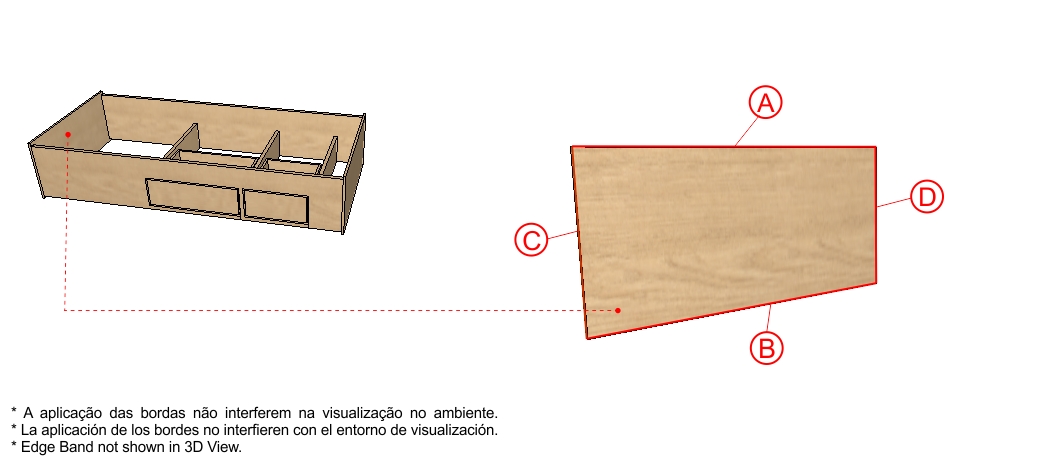 A
D
C
B
* A aplicação das bordas não interferem na visualização no ambiente.
* La aplicación de los bordes no interfieren con el entorno de visualización.
* Edge Band not shown in 3D View.